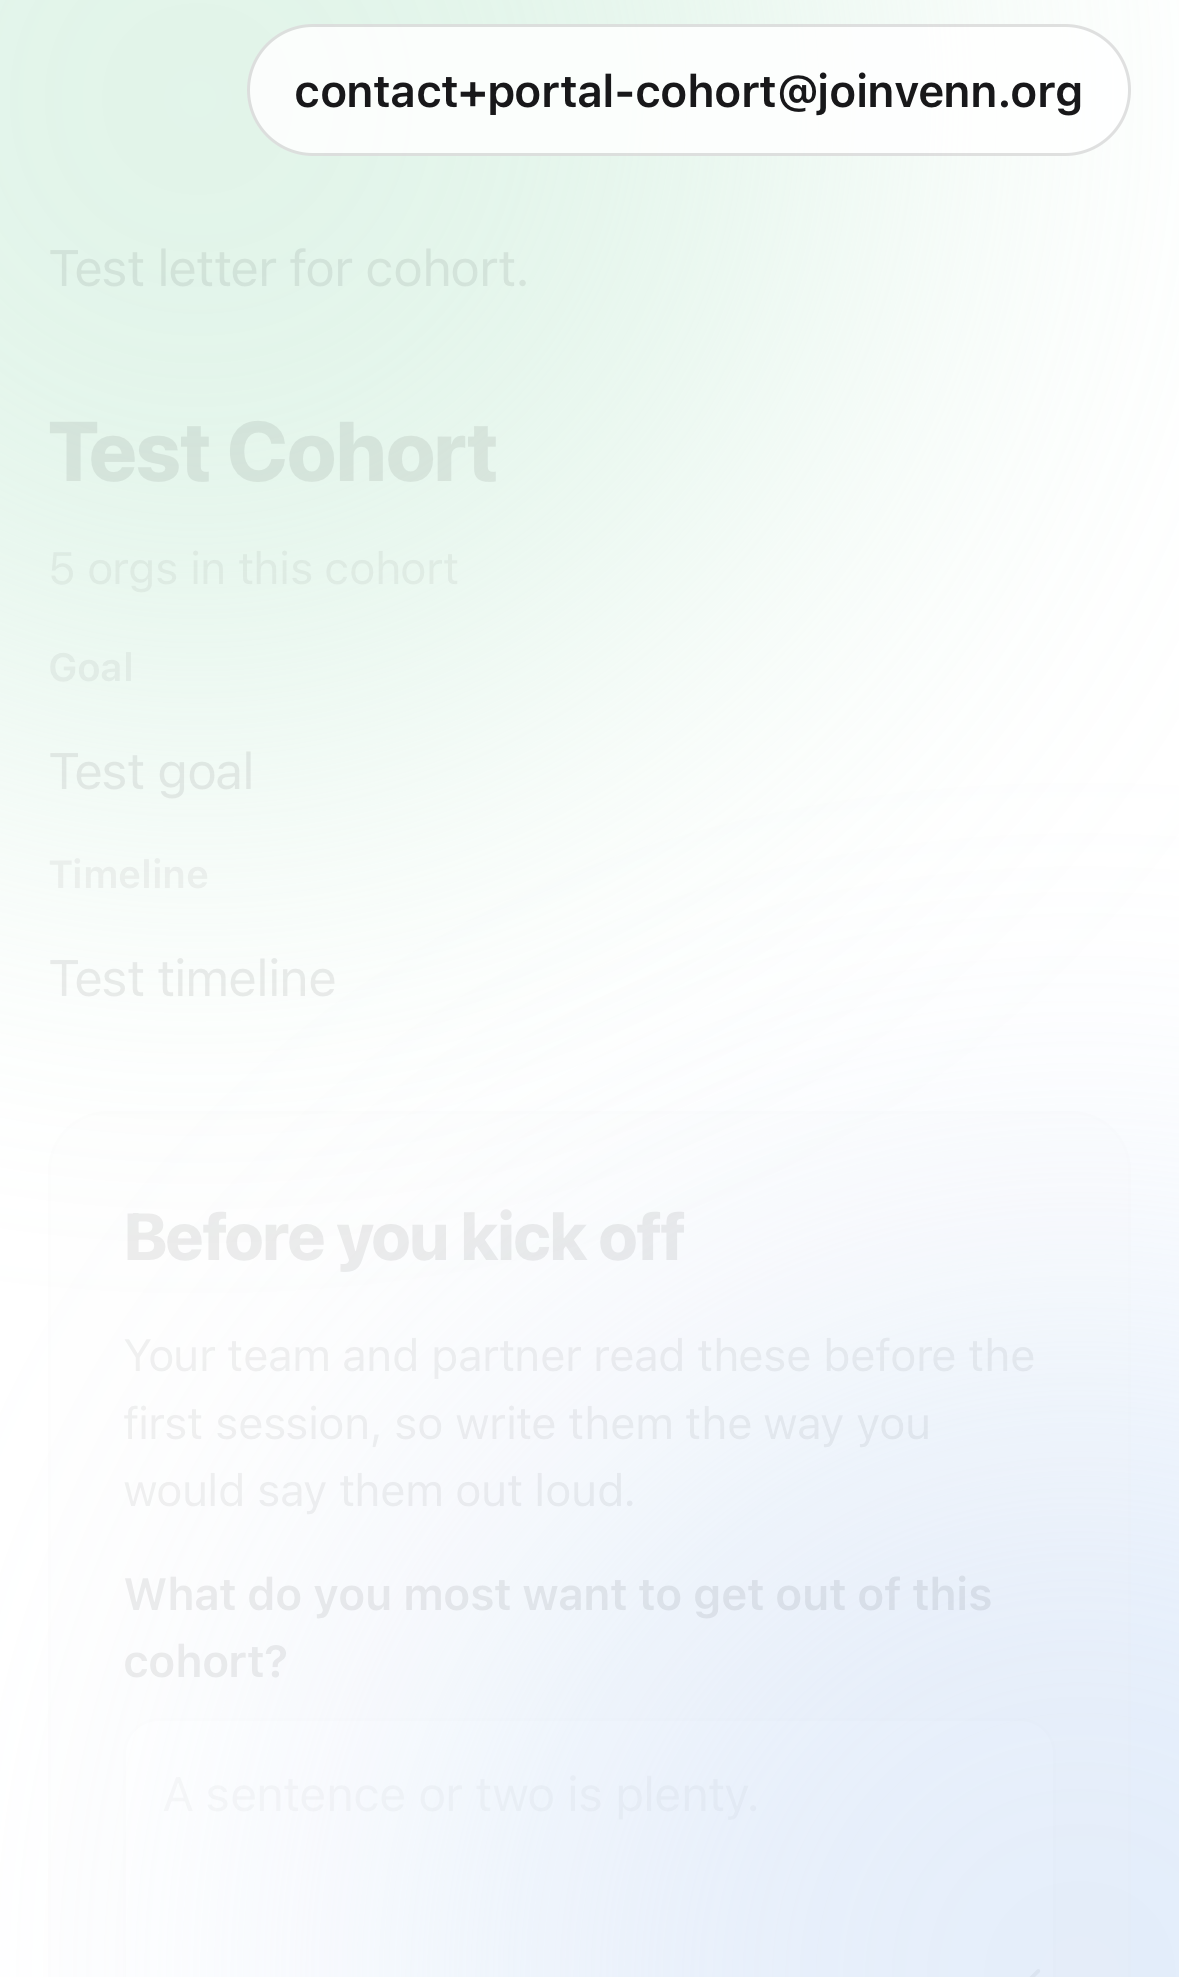 contact+portal-cohort@joinvenn.org
Test letter for cohort.
Test Cohort
5 orgs in this cohort
Goal
Test goal
Timeline
Test timeline
Before you kick off
Your team and partner read these before the
first session, so write them the way you
would say them out loud.
What do you most want to get out of this
cohort?
A sentence or two is plenty.